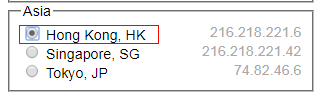 Asia
Hong Kong, HK 216.218.221.6
Singapore, SG 216.218.221.42
Tokyo, JP 74.82.46.6